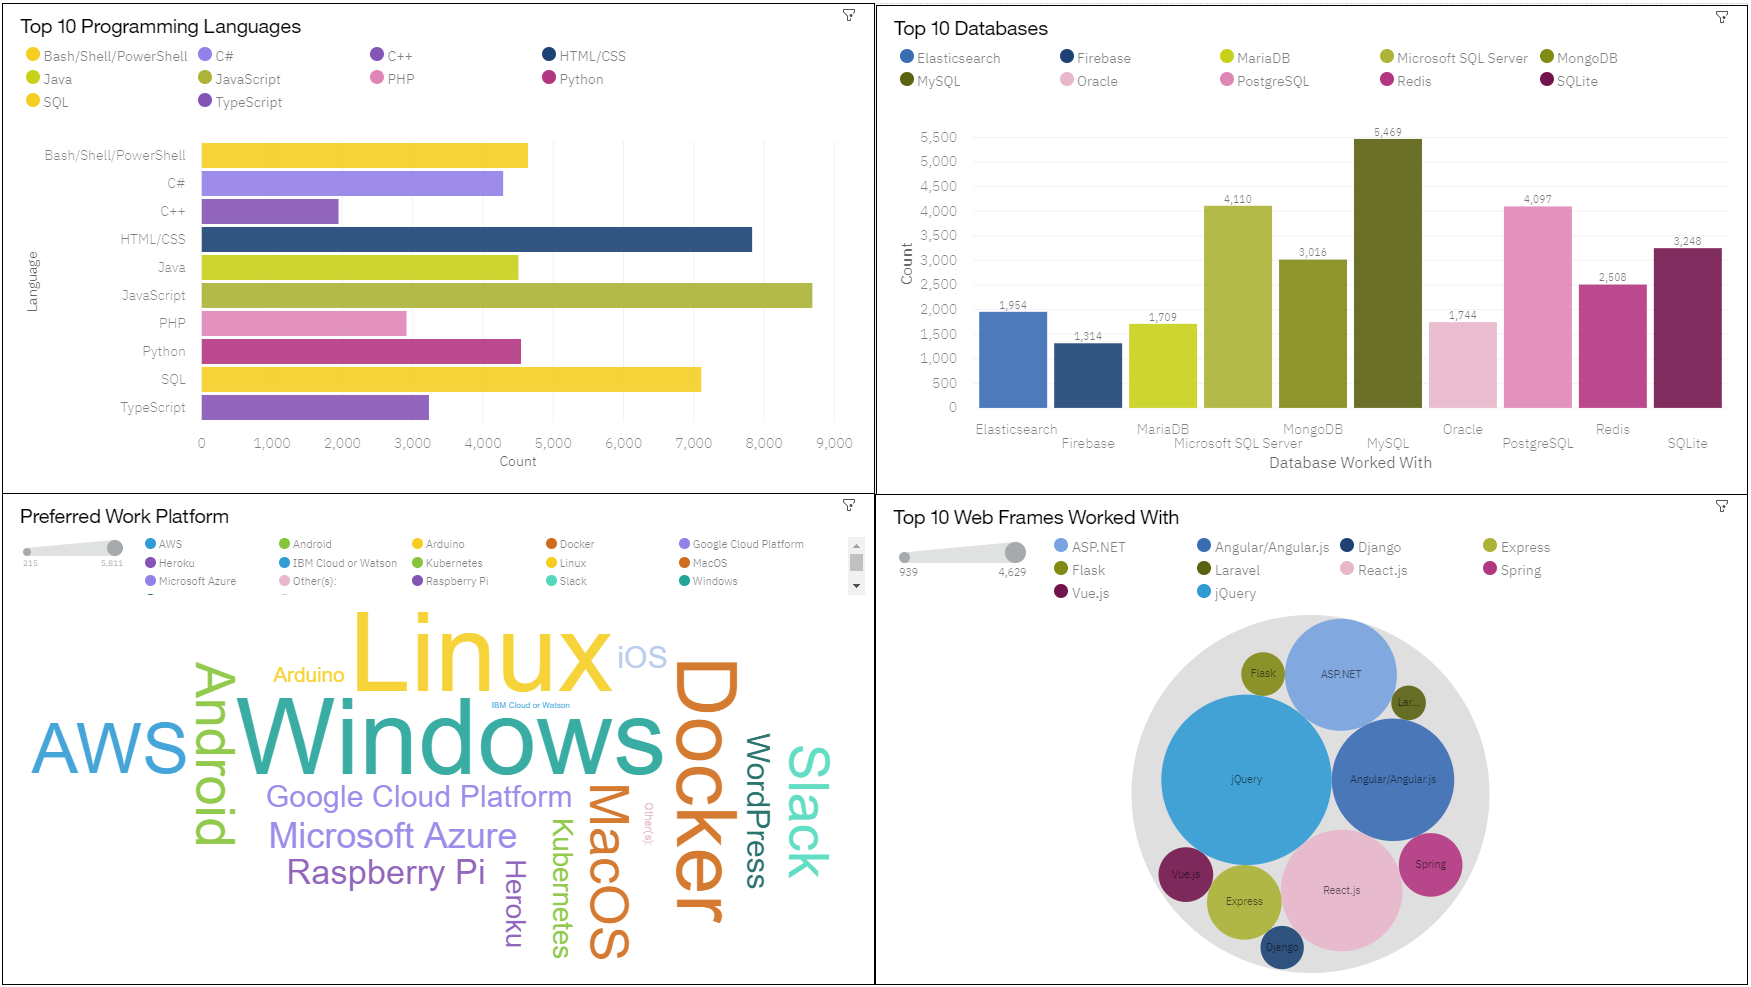 Top 10 Programming Languages
Bash/Shell/PowerShell C# C++ HTML/CSS
Java JavaScript PHP Python
SQL TypeScript
Bash/Shell/PowerShell
C#
C++
HTML/CSS
Java
JavaScript
PHP
Python
SQL
TypeScript
Language
0 1,000 2,000 3,000 4,000 5,000 6,000 7,000 8,000 9,000
Count
Top 10 Databases
Elasticsearch Firebase MariaDB Microsoft SQL Server MongoDB
MySQL Oracle PostgreSQL Redis SQLite
5,500
5,000
4,500
4,000
3,500
3,000
2,500
2,000
1,500
1,000
500
0
Count
1,954 1,314 1,709 4,110 3,016 5,469 1,744 4,097 2,508 3,248
Elasticsearch Firebase MariaDB Microsoft SQL Server MongoDB MySQL Oracle PostgreSQL Redis SQLite
Database Worked With
Preferred Work Platform
215 5,811
AWS Android Arduino Docker Google Cloud Platform
Heroku IBM Cloud or Watson Kubernetes Linux MacOS
Microsoft Azure Other(s): Raspberry Pi Slack Windows
Linux
iOS
Arduino
Android
Docker
IBM Cloud or Watson
Windows
AWS
WordPress
Slack
Google Cloud Platform
MacOS
Other(s):
Microsoft Azure
Kubernetes
Raspberry Pi
Heroku
Top 10 Web Frames Worked With
939 4,629
ASP.NET Angular/Angular.js Django Express
Flask Laravel React.js Spring
Vue.js jQuery
Flask
ASP.NET
Lar...
jQuery
Angular/Angular.js
Vue.js
Spring
Express
React.js
Django